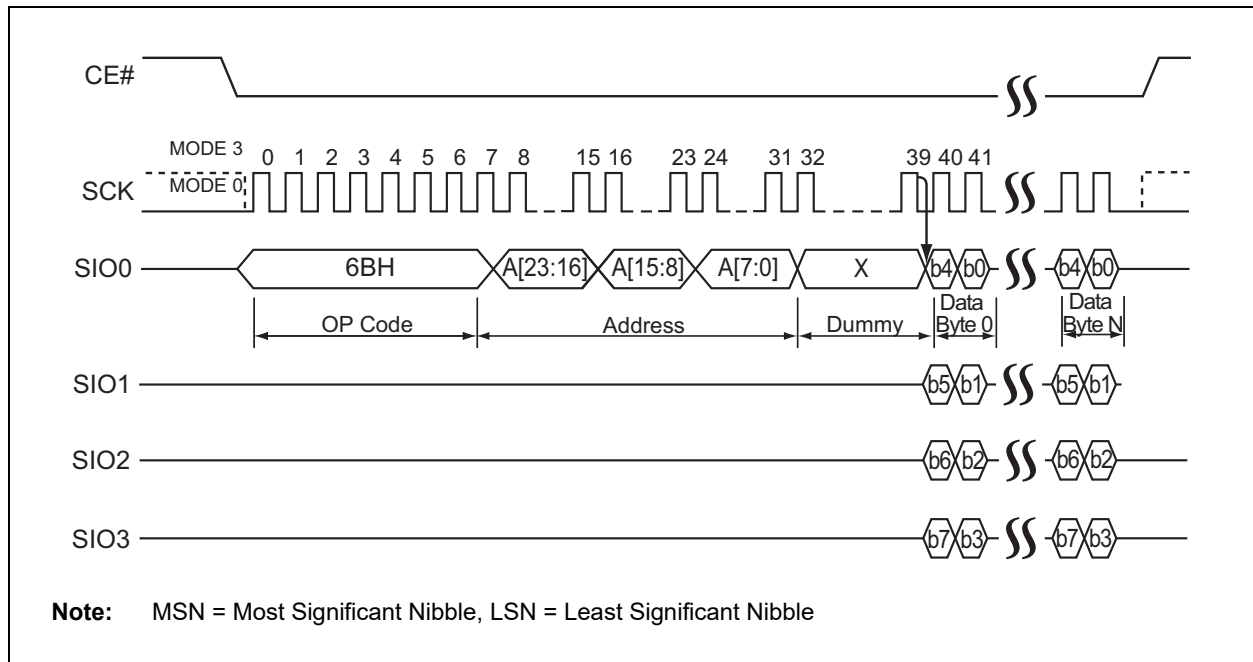 CE#
MODE 3
0 1 2 3 4 5 6 7 8 15 16 23 24 31 32 39 40 41
SCK
MODE 0
SIO0
6BH A[23:16] A[15:8] A[7:0] X b4 b0 b4 b0
OP Code Address Dummy Data Byte 0 Data Byte N
SIO1 b5 b1 b5 b1
SIO2 b6 b2 b6 b2
SIO3 b7 b3 b7 b3
Note: MSN = Most Significant Nibble, LSN = Least Significant Nibble